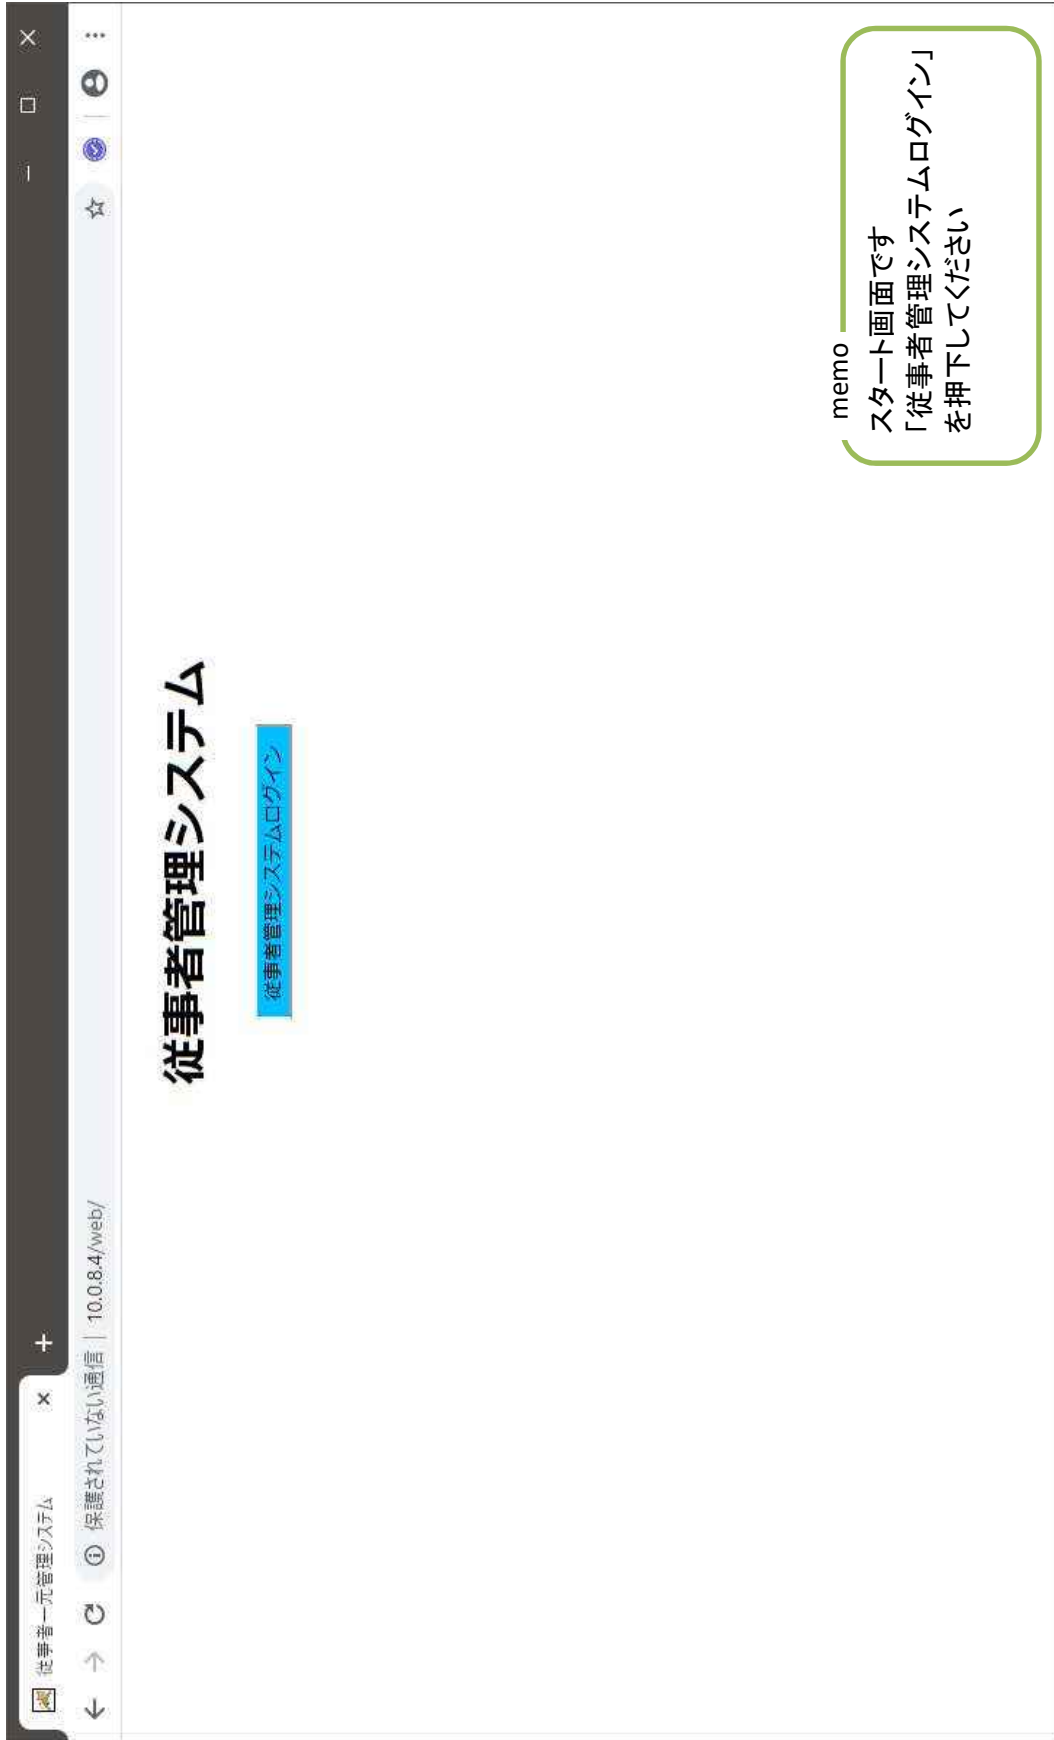 従事者一元管理システム
保護されていない通信 | 10.0.8.4/web/
従事者管理システム
従事者管理システムログイン
memo
スタート画面です
「従事者管理システムログイン」
を押下してください